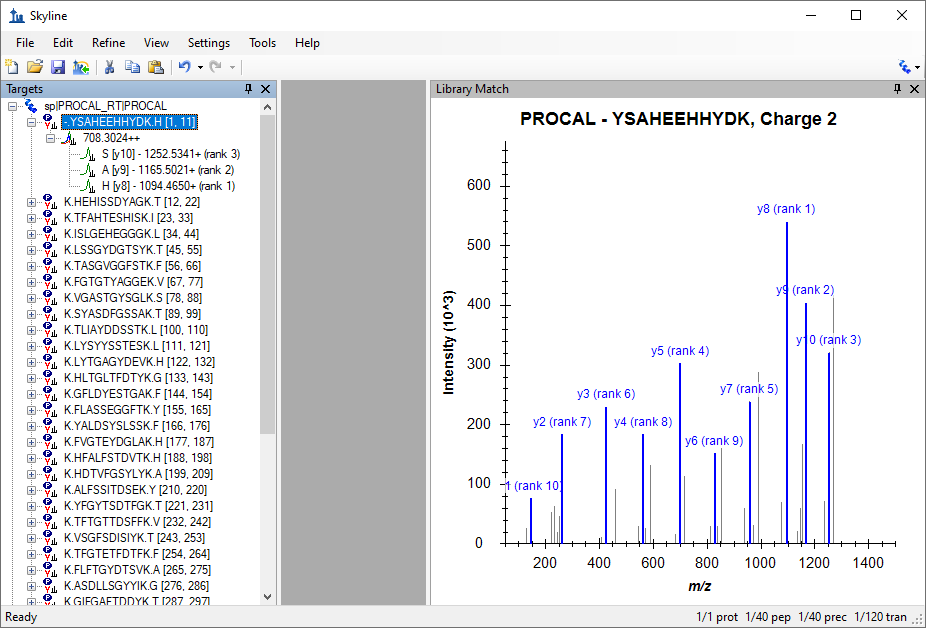 Skyline
File Edit Refine View Settings Tools Help
Targets
sp|PROCAL_RT|PROCAL
-.YSAHEEHHYDK.H [1, 11]
708.3024++
S [y10] - 1252.5341+ (rank 3)
A [y9] - 1165.5021+ (rank 2)
H [y8] - 1094.4650+ (rank 1)
K.HEHISSDYAGK.T [12, 22]
K.TFAHTESHISK.I [23, 33]
K.ISLGEHEGGGK.L [34, 44]
K.LSSGYDGTSYK.T [45, 55]
K.TASGVGGFSTK.F [56, 66]
K.FGTGTYAGGEK.V [67, 77]
K.VGASTGYSGLK.S [78, 88]
K.SYASDFGSSAK.T [89, 99]
K.TLIAYDDSSTK.L [100, 110]
K.LYSYYSSTESK.L [111, 121]
K.LYTGAGYDEVK.H [122, 132]
K.HLTGLTFDTYK.G [133, 143]
K.GFLDYESTGAK.F [144, 154]
K.FLASSEGGFTK.Y [155, 165]
K.YALDSYSLSSK.F [166, 176]
K.FVGTEYDGLAK.H [177, 187]
K.HFALFSTDVTK.H [188, 198]
K.HDTVFGSYLYK.A [199, 209]
K.ALFSSITDSEK.Y [210, 220]
K.YFGYTSDTFGK.T [221, 231]
K.TFTGTTDSFFK.V [232, 242]
K.VSGFSDISIYK.T [243, 253]
K.TFGTETFDTFK.F [254, 264]
K.FLFTGYDTSVK.A [265, 275]
K.ASDLLSGYYIK.G [276, 286]
K.GIFGAFTDDYK.T [287, 297]
Library Match
PROCAL - YSAHEEHHYDK, Charge 2
Intensity (10^3)
600
500
400
300
200
100
0
y8 (rank 1)
y9 (rank 2)
y10 (rank 3)
y5 (rank 4)
y7 (rank 5)
y3 (rank 6)
y2 (rank 7)
y4 (rank 8)
y6 (rank 9)
1 (rank 10)
200 400 600 800 1000 1200 1400
m/z
Ready
1/1 prot 1/40 pep 1/40 prec 1/120 tran